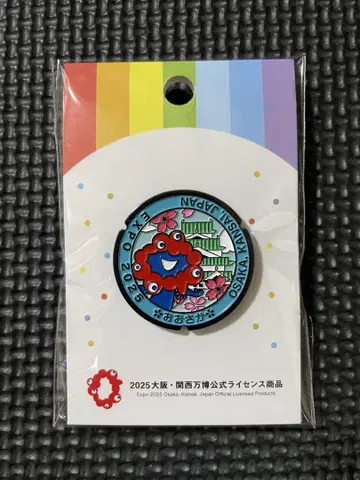 EXPO 2025
OSAKA, KANSAI, JAPAN
おおさか
2025大阪・関西万博公式ライセンス商品
Expo 2025 Osaka, Kansai, Japan Official Licensed Products